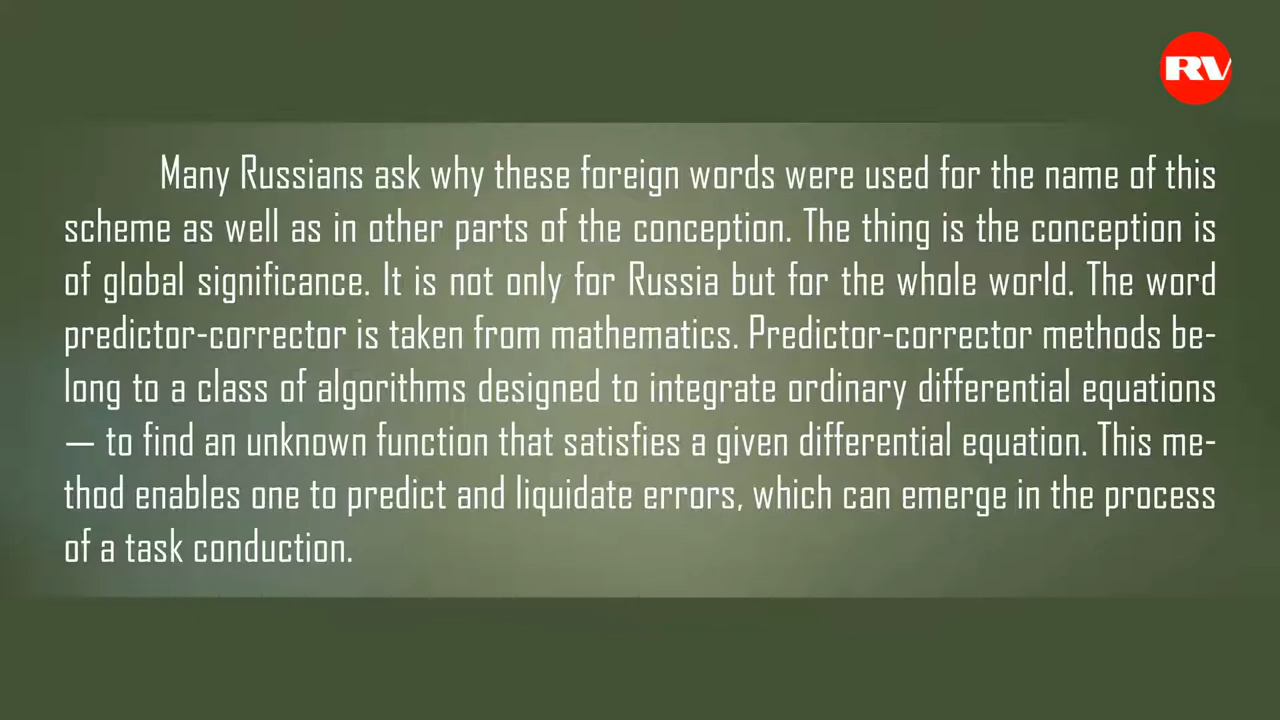 RV
Many Russians ask why these foreign words were used for the name of this
scheme as well as in other parts of the conception. The thing is the conception is
of global significance. It is not only for Russia but for the whole world. The word
predictor-corrector is taken from mathematics. Predictor-corrector methods be-
long to a class of algorithms designed to integrate ordinary differential equations
— to find an unknown function that satisfies a given differential equation. This me-
thod enables one to predict and liquidate errors, which can emerge in the process
of a task conduction.